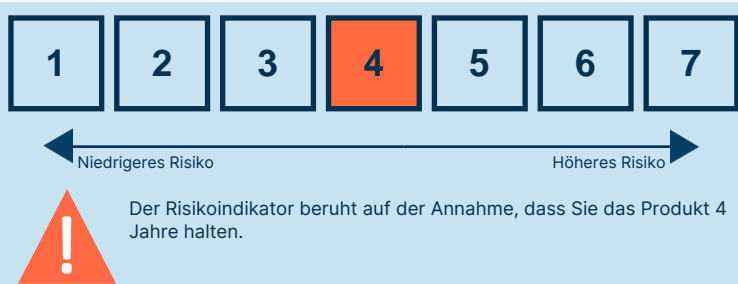 1 2 3 4 5 6 7
Niedrigeres Risiko Höheres Risiko
Der Risikoindikator beruht auf der Annahme, dass Sie das Produkt 4
Jahre halten.
!